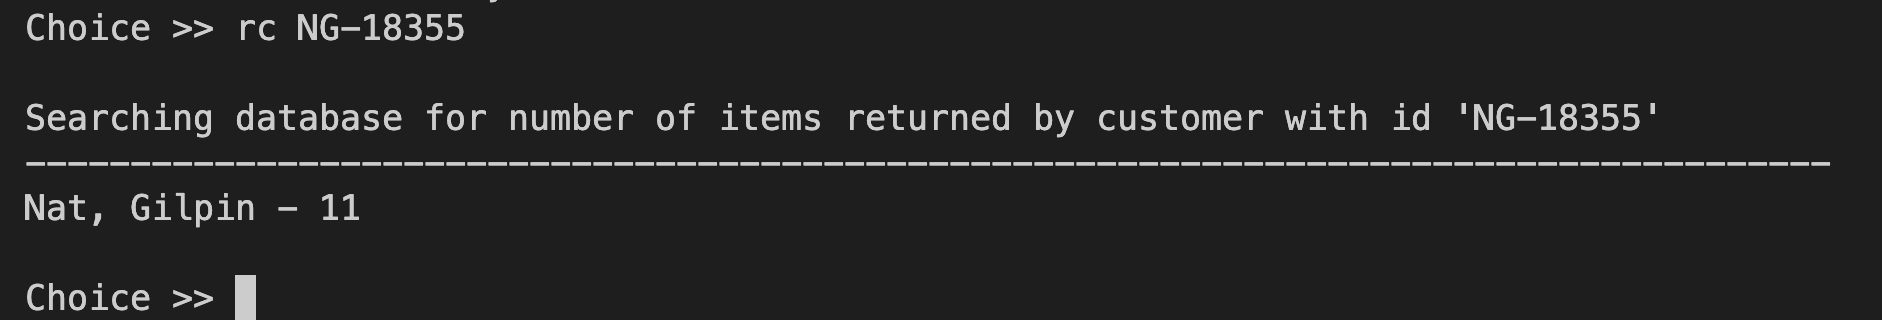 Choice >> rc NG-18355
Searching database for number of items returned by customer with id 'NG-18355'
--------------------------------------------------------------------------------------
Nat, Gilpin - 11
Choice >>